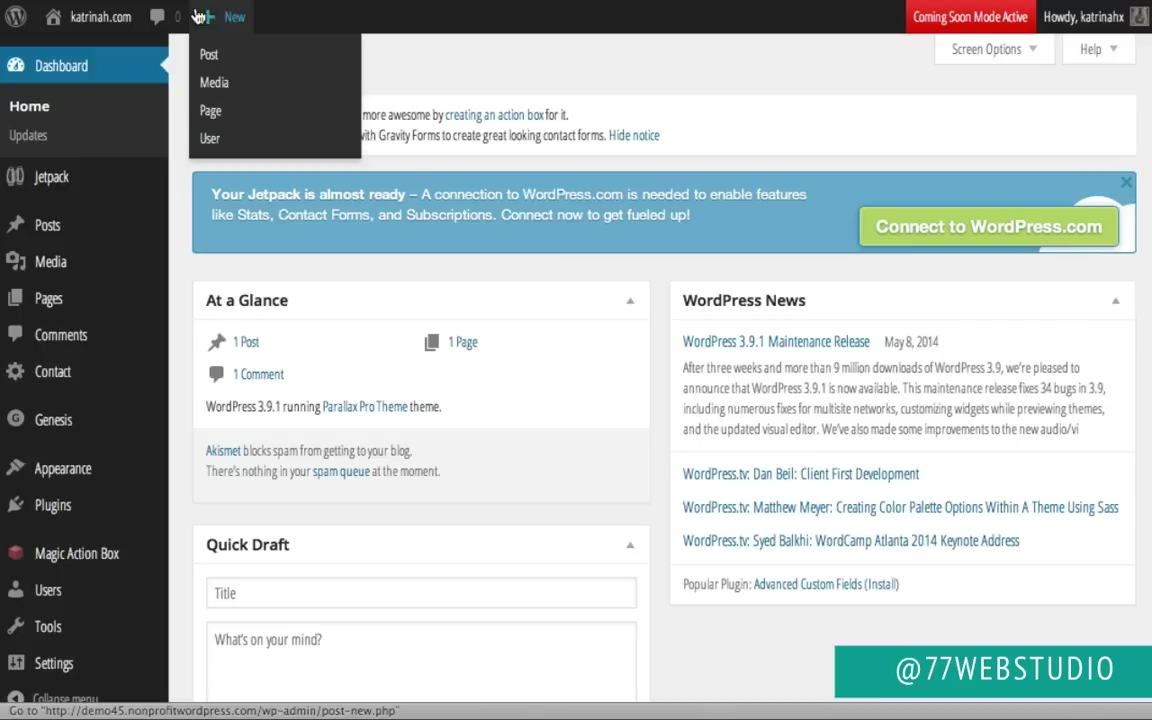 katrinah.com 0 New
Coming Soon Mode Active Howdy, katrinahx
Post
Media
Page
User
Screen Options Help
Dashboard
Home
Updates
Jetpack
Posts
Media
Pages
Comments
Contact
Genesis
Appearance
Plugins
Magic Action Box
Users
Tools
Settings
Collapse menu
more awesome by creating an action box for it.
with Gravity Forms to create great looking contact forms. Hide notice
Your Jetpack is almost ready – A connection to WordPress.com is needed to enable features
like Stats, Contact Forms, and Subscriptions. Connect now to get fueled up!
Connect to WordPress.com
At a Glance
1 Post 1 Page
1 Comment
WordPress 3.9.1 running Parallax Pro Theme theme.
Akismet blocks spam from getting to your blog.
There's nothing in your spam queue at the moment.
Quick Draft
Title
What's on your mind?
WordPress News
WordPress 3.9.1 Maintenance Release May 8, 2014
After three weeks and more than 9 million downloads of WordPress 3.9, we're pleased to
announce that WordPress 3.9.1 is now available. This maintenance release fixes 34 bugs in 3.9,
including numerous fixes for multisite networks, customizing widgets while previewing themes,
and the updated visual editor. We've also made some improvements to the new audio/vi
WordPress.tv: Dan Beil: Client First Development
WordPress.tv: Matthew Meyer: Creating Color Palette Options Within A Theme Using Sass
WordPress.tv: Syed Balkhi: WordCamp Atlanta 2014 Keynote Address
Popular Plugin: Advanced Custom Fields (Install)
@77WEBSTUDIO
Go to "http://demo45.nonprofitwordpress.com/wp-admin/post-new.php"